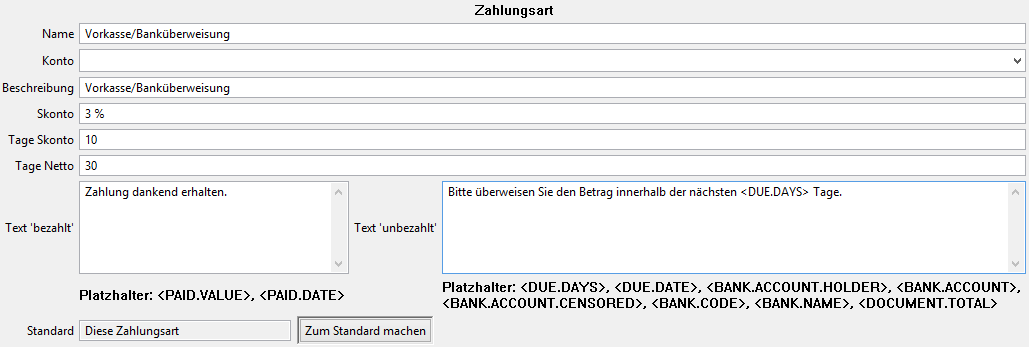 Zahlungsart
Name Vorkasse/Banküberweisung
Konto
Beschreibung Vorkasse/Banküberweisung
Skonto 3 %
Tage Skonto 10
Tage Netto 30
Text 'bezahlt' Zahlung dankend erhalten.
Text 'unbezahlt' Bitte überweisen Sie den Betrag innerhalb der nächsten <DUE.DAYS> Tage.
Platzhalter: <PAID.VALUE>, <PAID.DATE>
Platzhalter: <DUE.DAYS>, <DUE.DATE>, <BANK.ACCOUNT.HOLDER>, <BANK.ACCOUNT>,
<BANK.ACCOUNT.CENSORED>, <BANK.CODE>, <BANK.NAME>, <DOCUMENT.TOTAL>
Standard Diese Zahlungsart Zum Standard machen